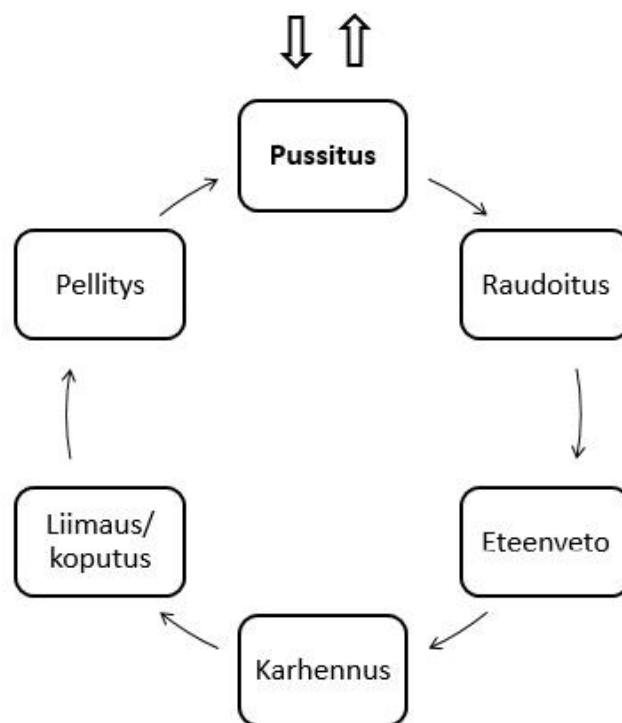 Pussitus
Raudoitus
Eteenveto
Karhennus
Liimaus/
koputus
Pellitys